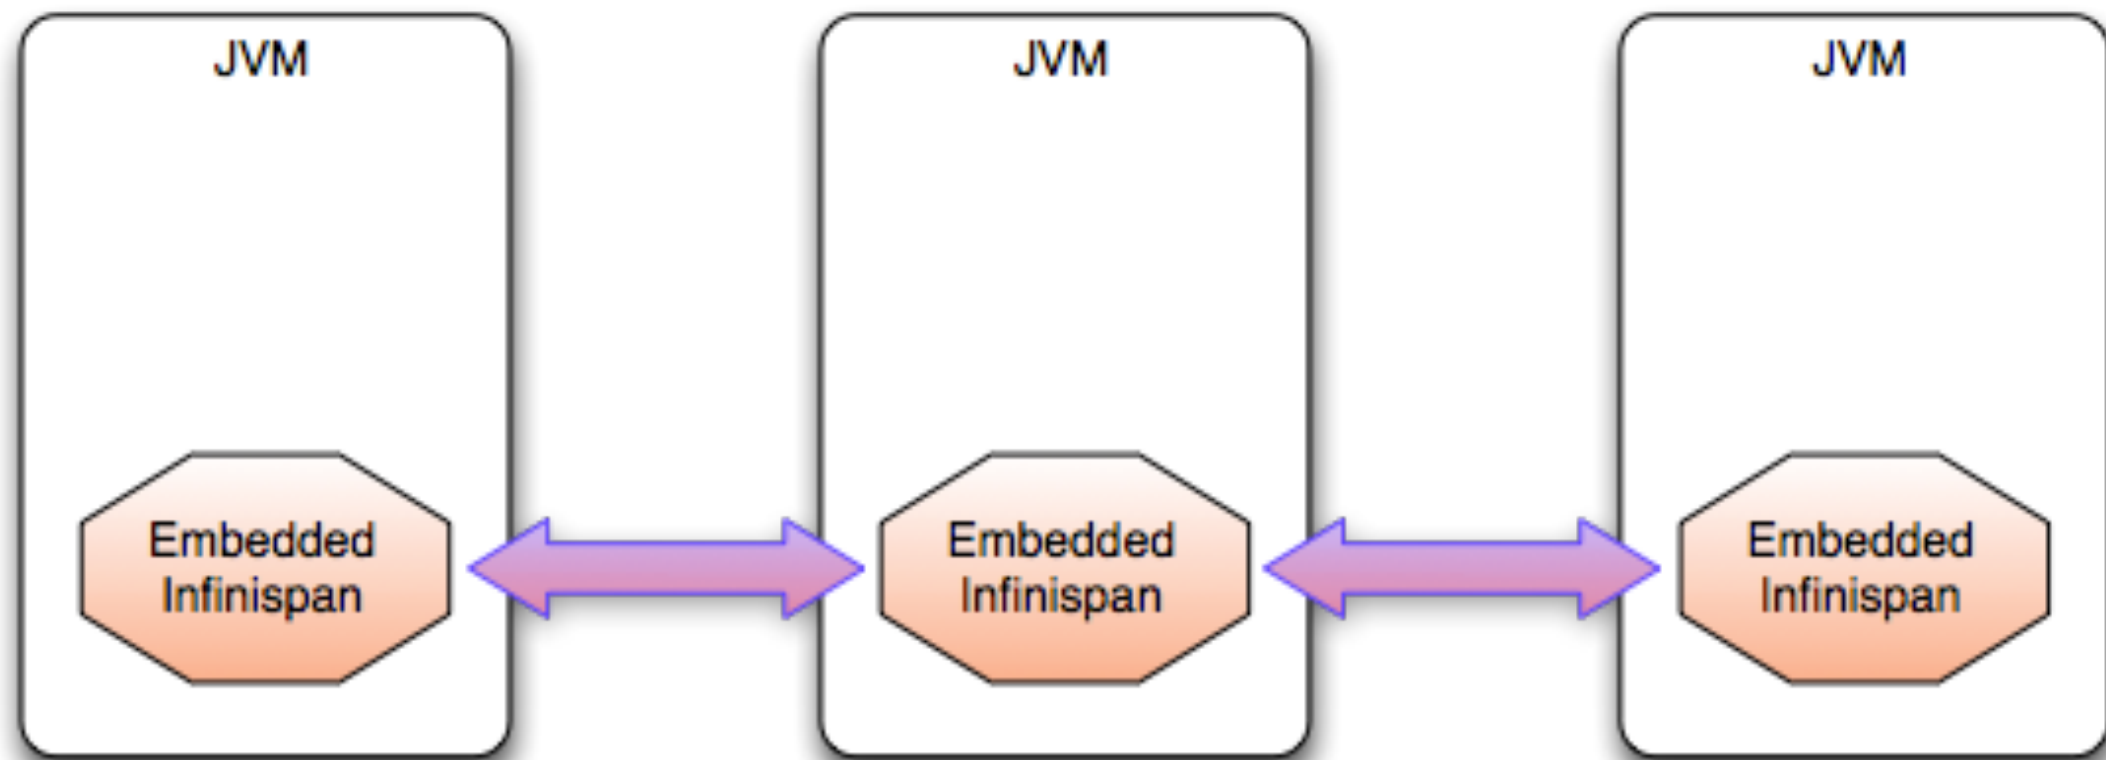 JVM
JVM
JVM
Embedded
Infinispan
Embedded
Infinispan
Embedded
Infinispan